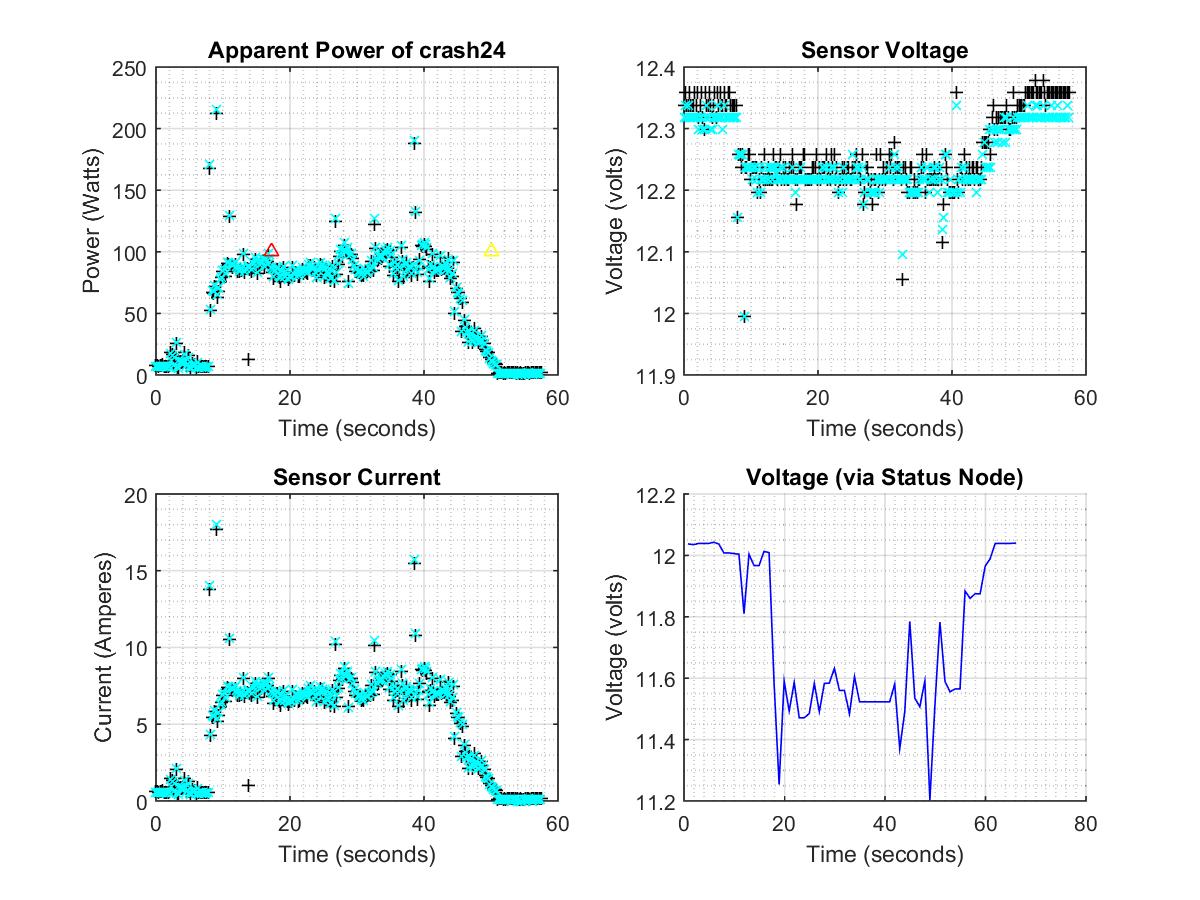 Apparent Power of crash24
250
200
150
100
50
0
Power (Watts)
0 20 40 60
Time (seconds)
Sensor Voltage
12.4
12.3
12.2
12.1
12
11.9
Voltage (volts)
0 20 40 60
Time (seconds)
Sensor Current
20
15
10
5
0
Current (Amperes)
0 20 40 60
Time (seconds)
Voltage (via Status Node)
12.2
12
11.8
11.6
11.4
11.2
Voltage (volts)
0 20 40 60 80
Time (seconds)